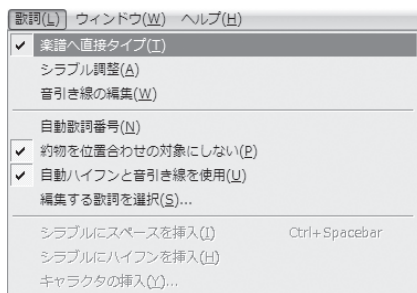 歌詞(L) ウィンドウ(W) ヘルプ(H)
楽譜へ直接タイプ(T)
シラブル調整(A)
音引き線の編集(W)
自動歌詞番号(N)
約物を位置合わせの対象にしない(P)
自動ハイフンと音引き線を使用(U)
編集する歌詞を選択(S)...
シラブルにスペースを挿入(I) Ctrl+Spacebar
シラブルにハイフンを挿入(H)
キャラクタの挿入(Y)...